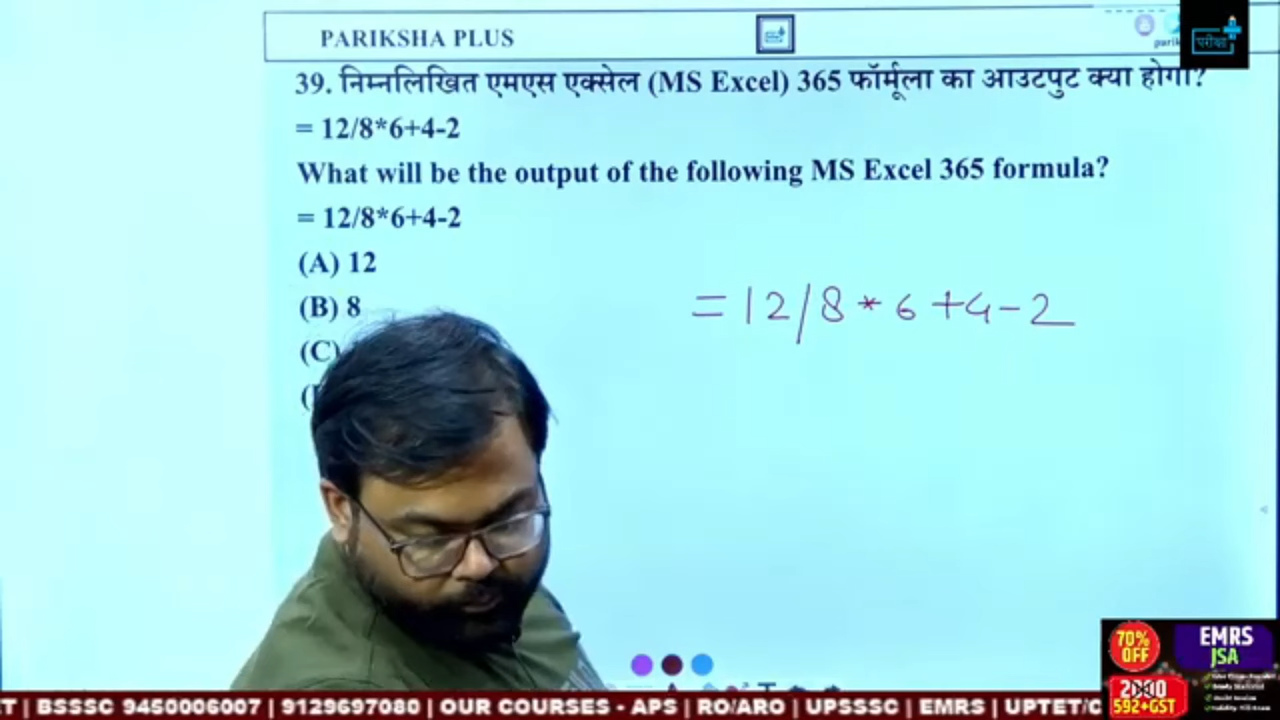 PARIKSHA PLUS
परीक्षा
39. निम्नलिखित एमएस एक्सेल (MS Excel) 365 फॉर्मूला का आउटपुट क्या होगा?
= 12/8*6+4-2
What will be the output of the following MS Excel 365 formula?
= 12/8*6+4-2
(A) 12
(B) 8
(C)
= 12/8 * 6 + 4 - 2
70% OFF
EMRS JSA
592+GST
| BSSSC 9450006007 | 9129697080 | OUR COURSES - APS | RO/ARO | UPSSSC | EMRS | UPTET/C